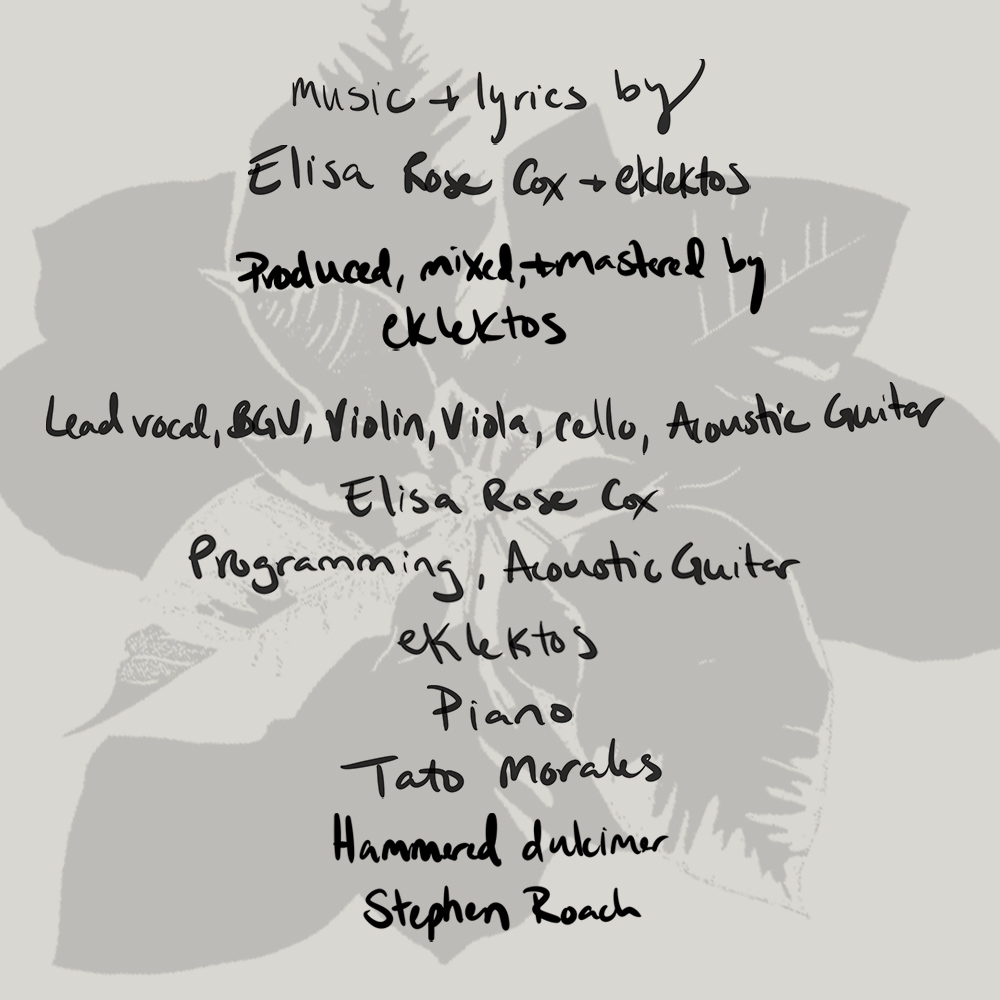 music + lyrics by
Elisa Rose Cox + eklektos
Produced, mixed, + mastered by
eklektos
Lead vocal, BGV, Violin, Viola, cello, Acoustic Guitar
Elisa Rose Cox
Programming, Acoustic Guitar
eklektos
Piano
Tato Morales
Hammered dulcimer
Stephen Roach